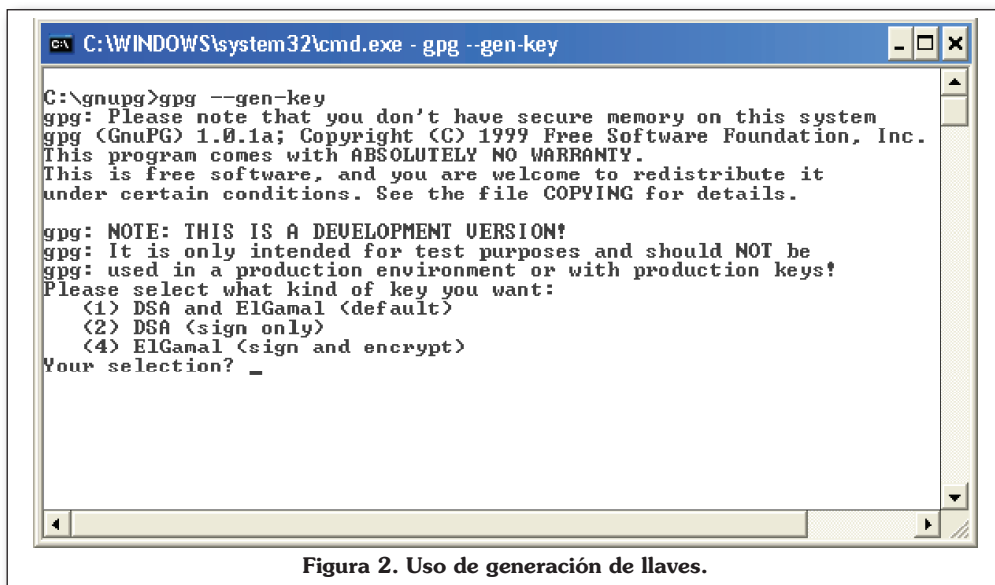 C:\WINDOWS\system32\cmd.exe - gpg --gen-key
C:\gnupg>gpg --gen-key
gpg: Please note that you don't have secure memory on this system
gpg (GnuPG) 1.0.1a; Copyright (C) 1999 Free Software Foundation, Inc.
This program comes with ABSOLUTELY NO WARRANTY.
This is free software, and you are welcome to redistribute it
under certain conditions. See the file COPYING for details.
gpg: NOTE: THIS IS A DEVELOPMENT VERSION!
gpg: It is only intended for test purposes and should NOT be
gpg: used in a production environment or with production keys!
Please select what kind of key you want:
(1) DSA and ElGamal (default)
(2) DSA (sign only)
(4) ElGamal (sign and encrypt)
Your selection? _
Figura 2. Uso de generación de llaves.